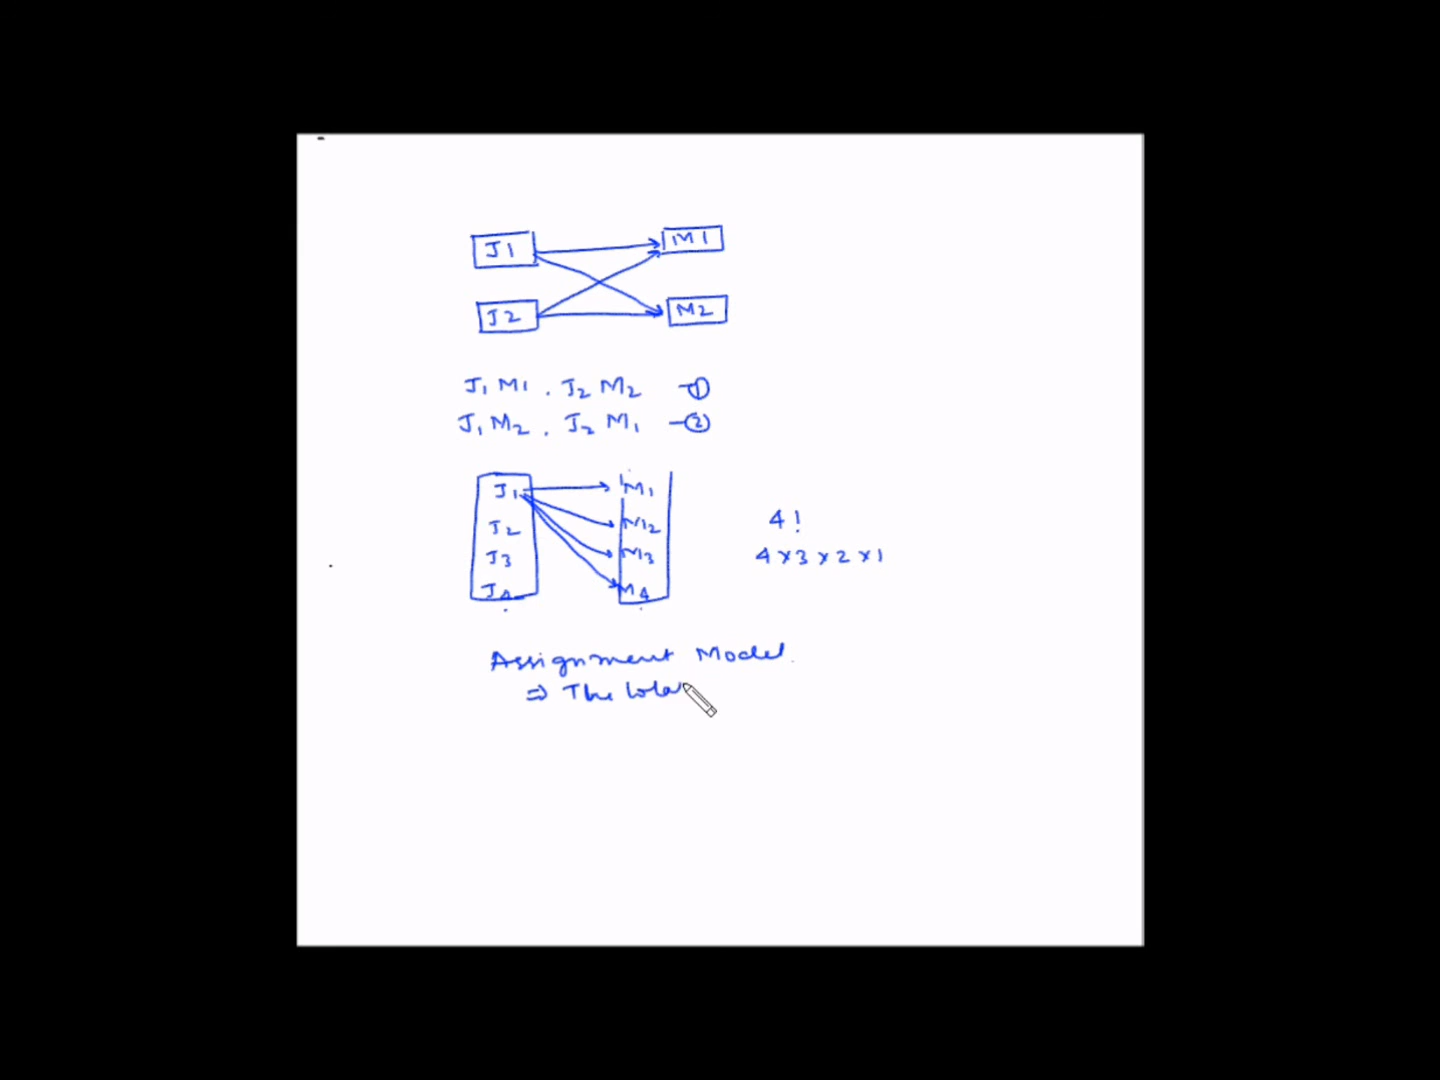 J1 M1
J2 M2
J1 M1 . J2 M2 - 1
J1 M2 . J2 M1 - 2
J1 M1
J2 M2
J3 M3
J4 M4
4!
4 x 3 x 2 x 1
Assignment Model
⇒ The